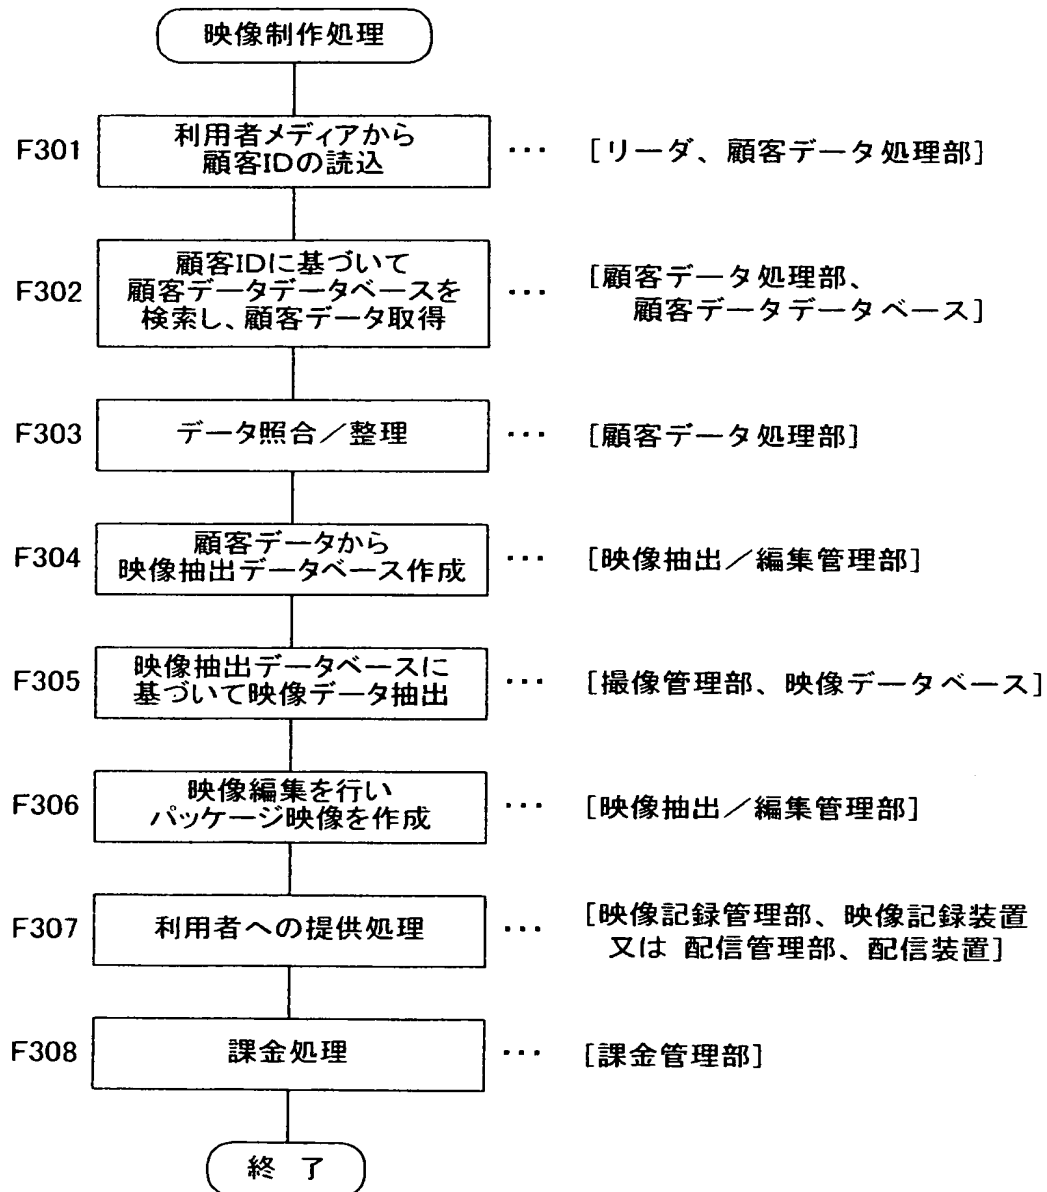 映像制作処理
F301
利用者メディアから
顧客IDの読込
･･･
[リーダ、顧客データ処理部]
F302
顧客IDに基づいて
顧客データデータベースを
検索し、顧客データ取得
･･･
[顧客データ処理部、
顧客データデータベース]
F303
データ照合／整理
･･･
[顧客データ処理部]
F304
顧客データから
映像抽出データベース作成
･･･
[映像抽出／編集管理部]
F305
映像抽出データベースに
基づいて映像データ抽出
･･･
[撮像管理部、映像データベース]
F306
映像編集を行い
パッケージ映像を作成
･･･
[映像抽出／編集管理部]
F307
利用者への提供処理
･･･
[映像記録管理部、映像記録装置
又は 配信管理部、配信装置]
F308
課金処理
･･･
[課金管理部]
終 了